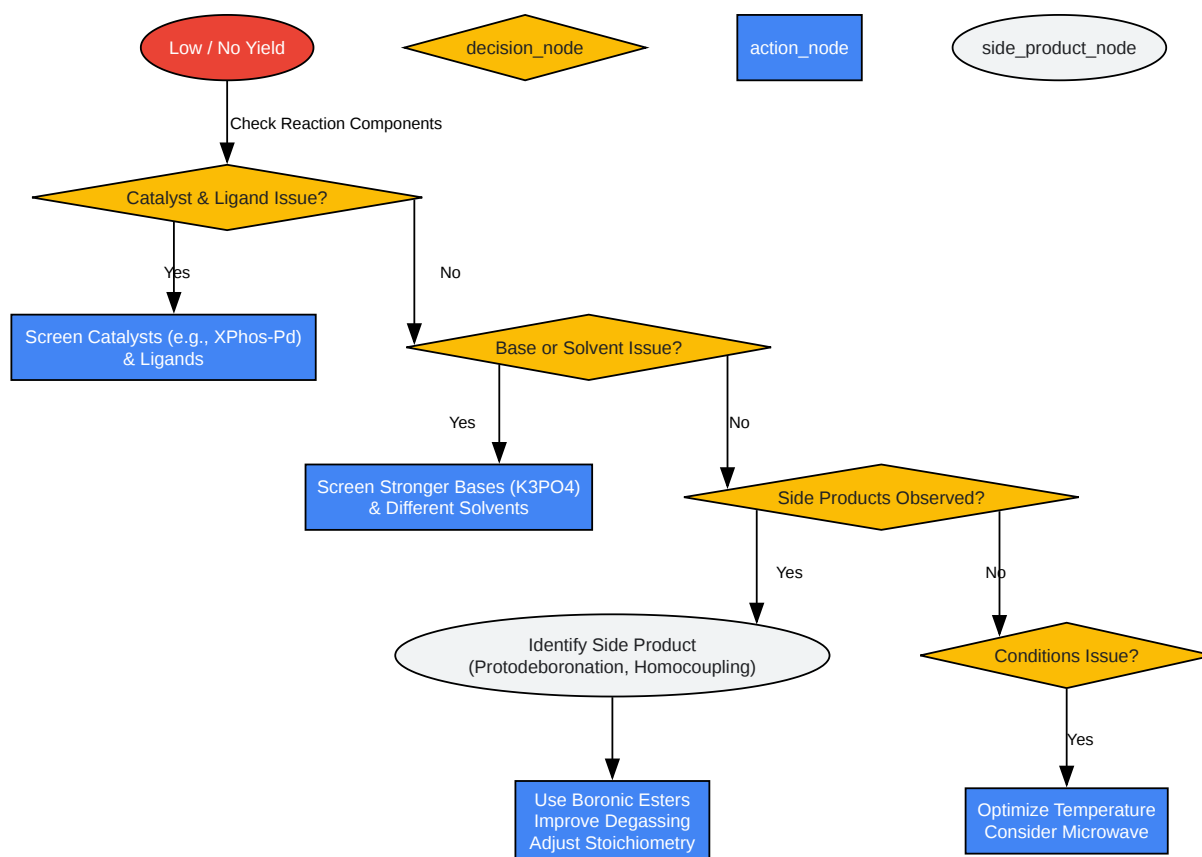 Low / No Yield
decision_node
action_node
side_product_node
Check Reaction Components
Catalyst & Ligand Issue?
Yes
No
Screen Catalysts (e.g., XPhos-Pd)
& Ligands
Base or Solvent Issue?
Yes
No
Screen Stronger Bases (K3PO4)
& Different Solvents
Side Products Observed?
Yes
No
Identify Side Product
(Protodeboronation, Homocoupling)
Conditions Issue?
Yes
Use Boronic Esters
Improve Degassing
Adjust Stoichiometry
Optimize Temperature
Consider Microwave